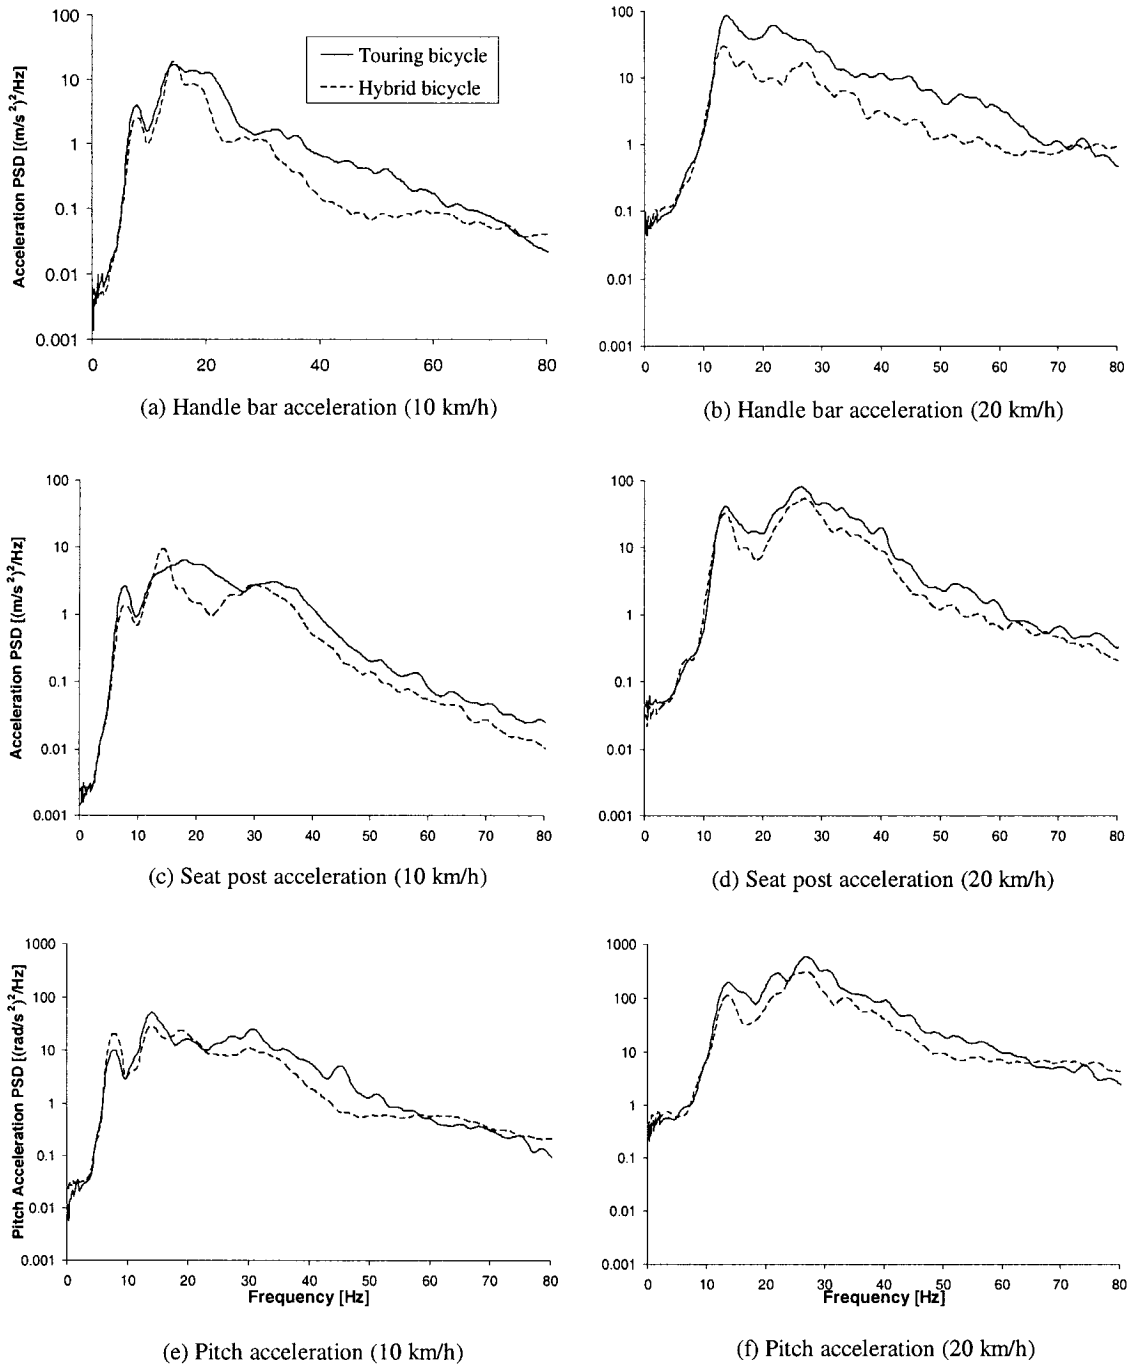 100
10
1
0.1
0.01
0.001
Acceleration PSD [(m/s²)²/Hz]
Touring bicycle
Hybrid bicycle
0 20 40 60 80
(a) Handle bar acceleration (10 km/h)
100
10
1
0.1
0.01
0.001
0 10 20 30 40 50 60 70 80
(b) Handle bar acceleration (20 km/h)
100
10
1
0.1
0.01
0.001
Acceleration PSD [(m/s²)²/Hz]
0 10 20 30 40 50 60 70 80
(c) Seat post acceleration (10 km/h)
100
10
1
0.1
0.01
0.001
0 10 20 30 40 50 60 70 80
(d) Seat post acceleration (20 km/h)
1000
100
10
1
0.1
0.01
0.001
Pitch Acceleration PSD [(rad/s²)²/Hz]
0 10 20 30 40 50 60 70 80
Frequency [Hz]
(e) Pitch acceleration (10 km/h)
1000
100
10
1
0.1
0.01
0.001
0 10 20 30 40 50 60 70 80
Frequency [Hz]
(f) Pitch acceleration (20 km/h)